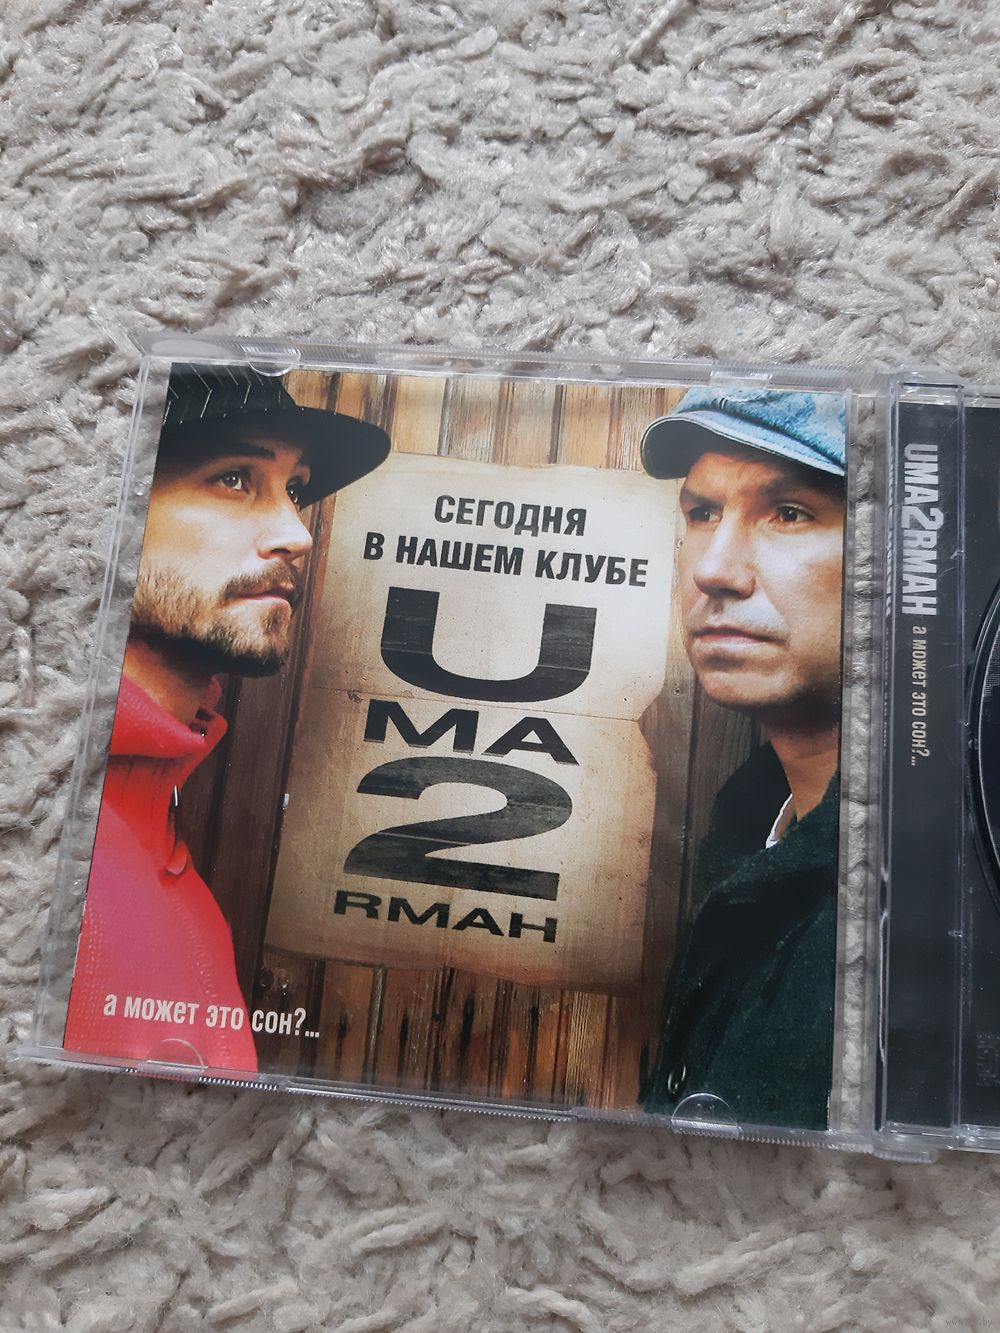 СЕГОДНЯ
В НАШЕМ КЛУБЕ
U
MA
2
RMAH
а может это сон?...
UMA2RMAH а может это сон?...